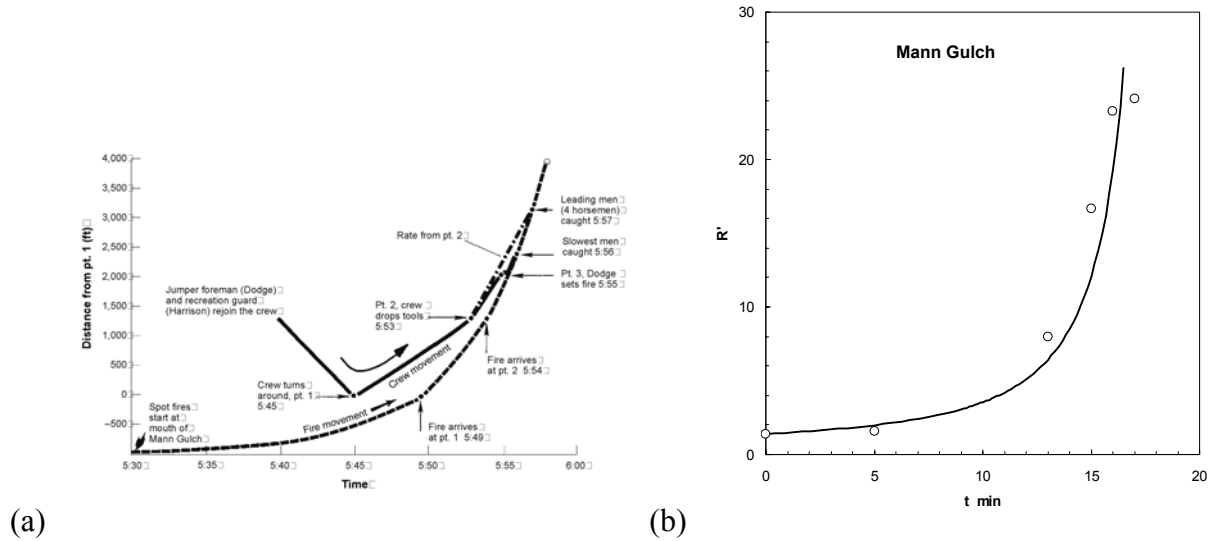 4,000
3,500
3,000
2,500
2,000
1,500
1,000
500
0
–500
5:30
5:35
5:40
5:45
5:50
5:55
6:00
Distance from pt. 1 (ft)
Time
Jumper foreman (Dodge)
and recreation guard
(Harrison) rejoin the crew
Spot fires
start at
mouth of
Mann Gulch
Crew turns
around, pt. 1
5:45
Pt. 2, crew
drops tools
5:53
Rate from pt. 2
Crew movement
Fire movement
Leading men
(4 horsemen)
caught 5:57
Slowest men
caught 5:56
Pt. 3, Dodge
sets fire 5:55
Fire arrives
at pt. 2 5:54
Fire arrives
at pt. 1 5:49
(a)
Mann Gulch
30
20
10
0
R'
0
5
10
15
20
t min
(b)